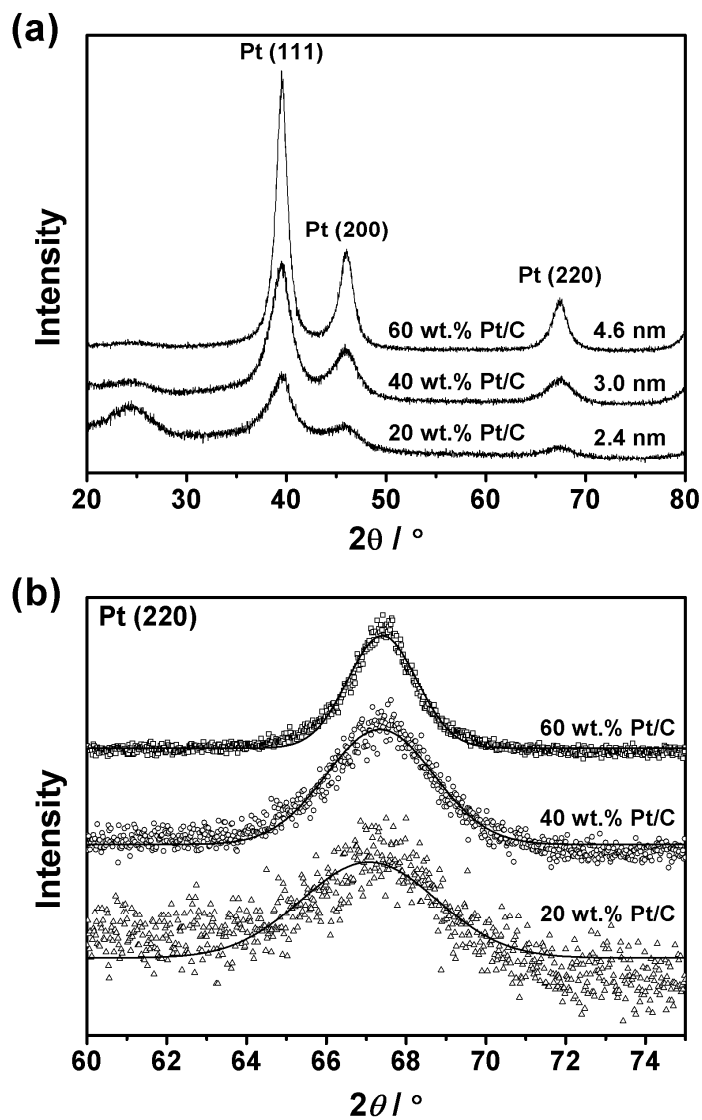 (a)
Pt (111)
Pt (200)
Pt (220)
60 wt.% Pt/C 4.6 nm
40 wt.% Pt/C 3.0 nm
20 wt.% Pt/C 2.4 nm
Intensity
20 30 40 50 60 70 80
2θ / °
(b)
Pt (220)
60 wt.% Pt/C
40 wt.% Pt/C
20 wt.% Pt/C
Intensity
60 62 64 66 68 70 72 74
2θ / °